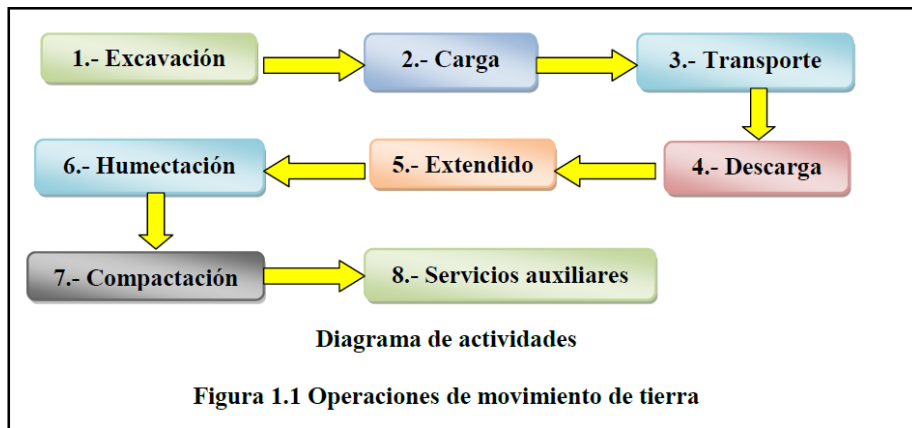 1.- Excavación
2.- Carga
3.- Transporte
4.- Descarga
5.- Extendido
6.- Humectación
7.- Compactación
8.- Servicios auxiliares
Diagrama de actividades
Figura 1.1 Operaciones de movimiento de tierra